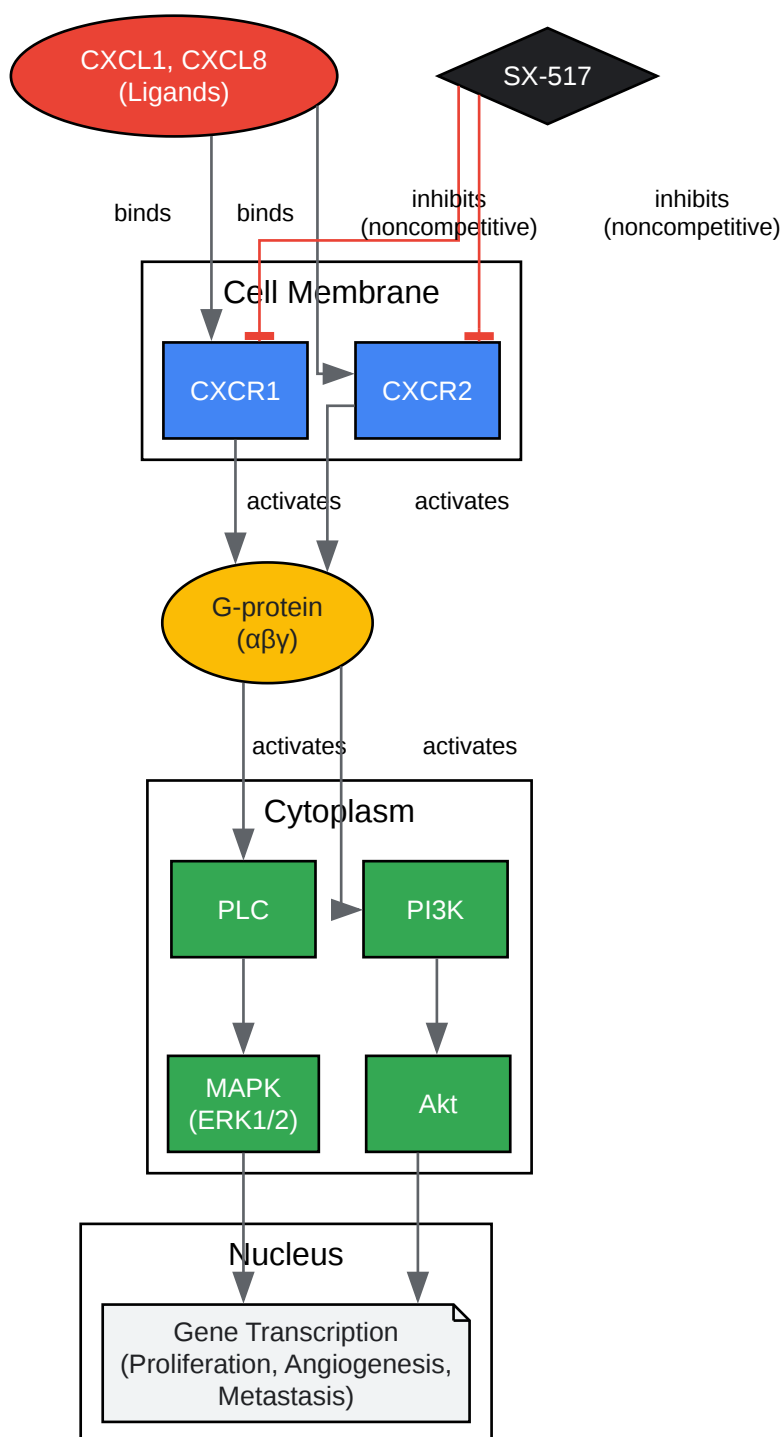 CXCL1, CXCL8
(Ligands)
SX-517
binds
binds
inhibits
(noncompetitive)
inhibits
(noncompetitive)
Cell Membrane
CXCR1
CXCR2
activates
activates
G-protein
(αβγ)
activates
activates
Cytoplasm
PLC
PI3K
MAPK
(ERK1/2)
Akt
Nucleus
Gene Transcription
(Proliferation, Angiogenesis,
Metastasis)